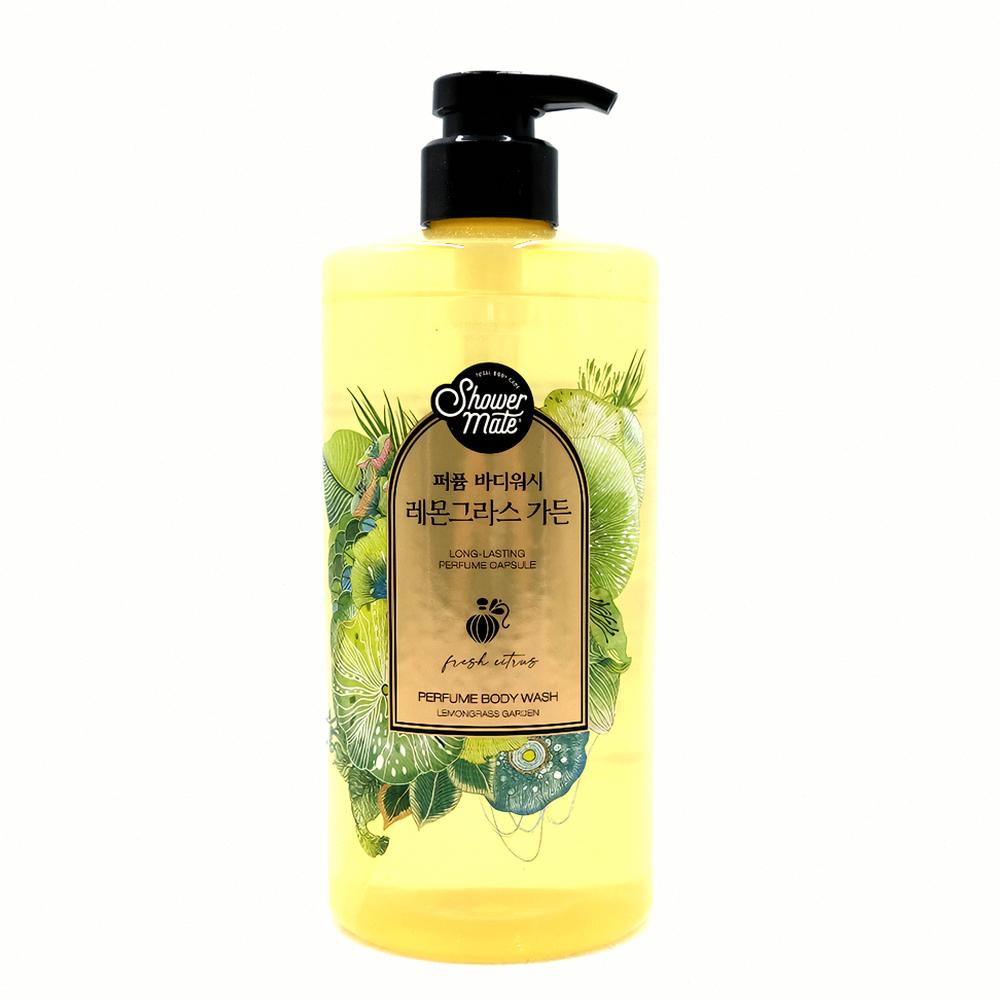 TOTAL BODY CARE
Shower
Mate
퍼퓸 바디워시
레몬그라스 가든
LONG-LASTING
PERFUME CAPSULE
fresh citrus
PERFUME BODY WASH
LEMONGRASS GARDEN